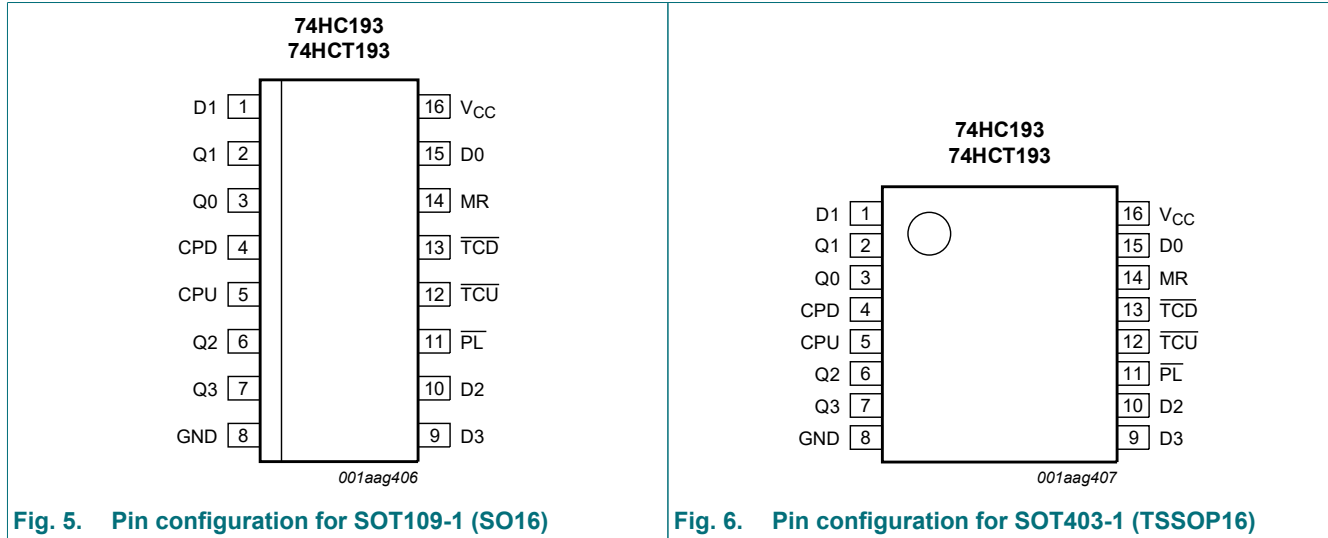 74HC193
74HCT193
D1 1 16 VCC
Q1 2 15 D0
Q0 3 14 MR
CPD 4 13 TCD
CPU 5 12 TCU
Q2 6 11 PL
Q3 7 10 D2
GND 8 9 D3
001aag406
Fig. 5. Pin configuration for SOT109-1 (SO16)
74HC193
74HCT193
D1 1 16 VCC
Q1 2 15 D0
Q0 3 14 MR
CPD 4 13 TCD
CPU 5 12 TCU
Q2 6 11 PL
Q3 7 10 D2
GND 8 9 D3
001aag407
Fig. 6. Pin configuration for SOT403-1 (TSSOP16)